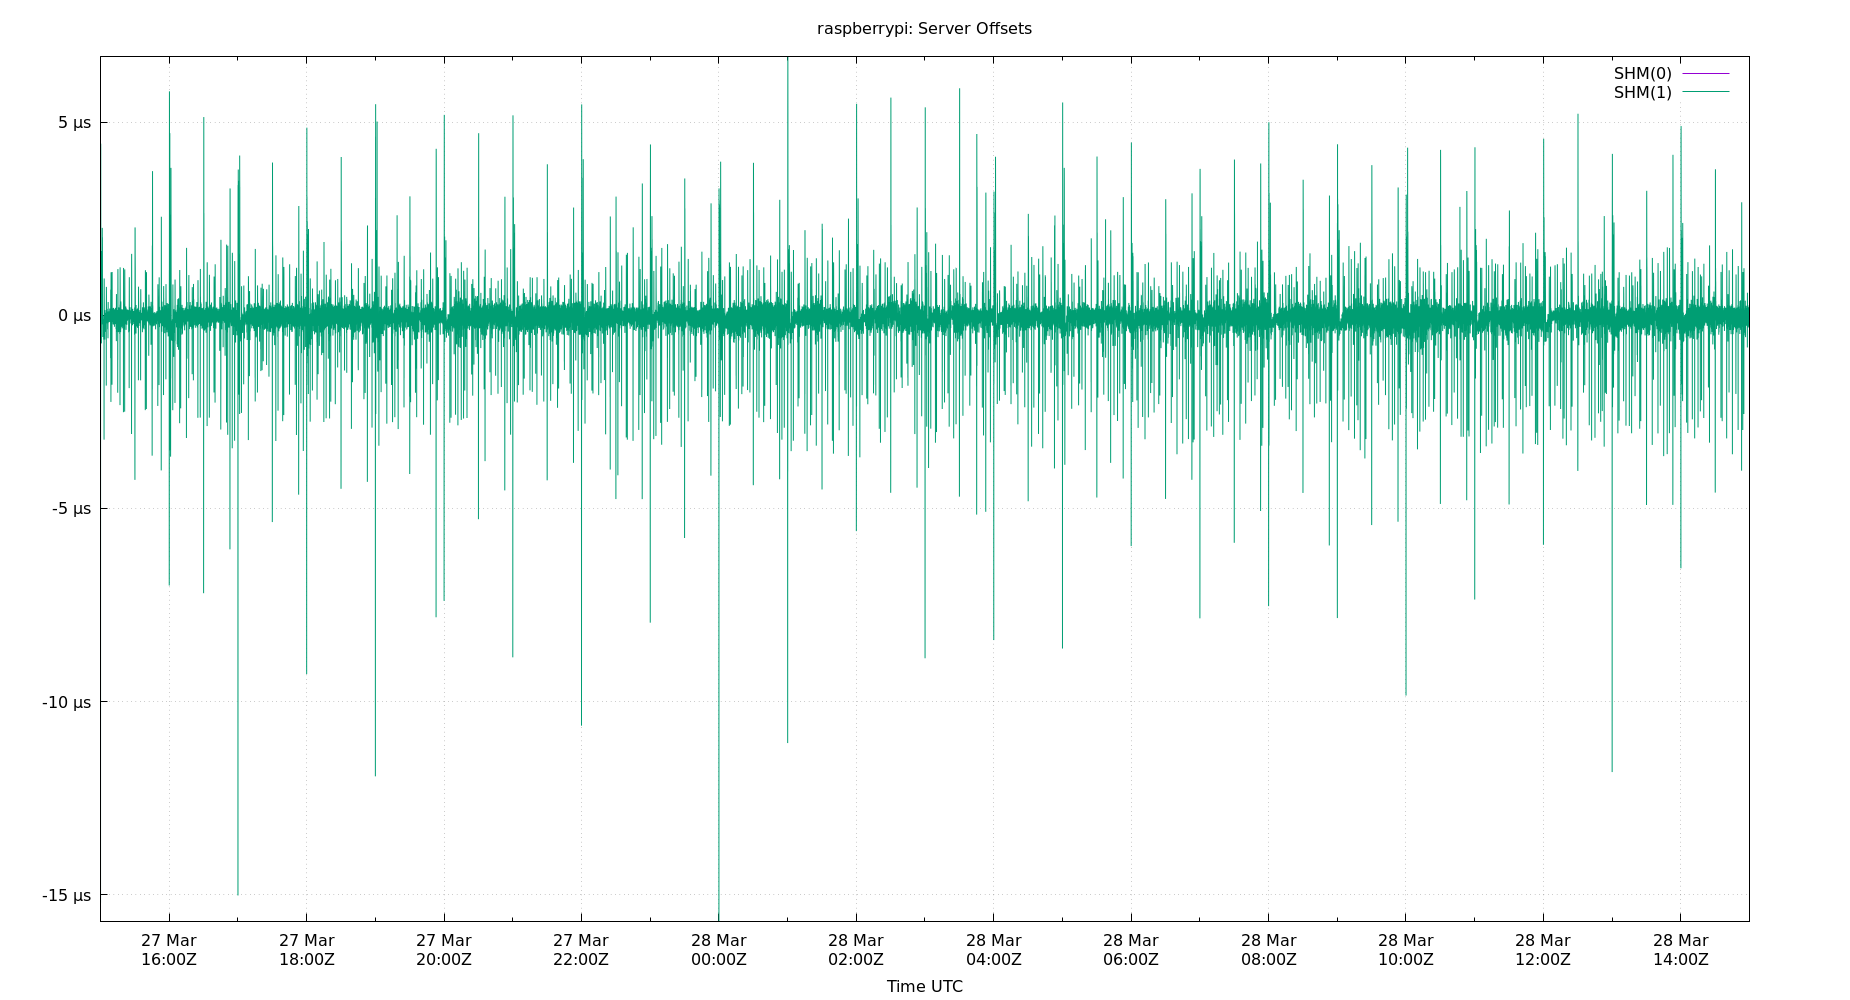 raspberrypi: Server Offsets
SHM(0)
SHM(1)
5 µs
0 µs
-5 µs
-10 µs
-15 µs
27 Mar 27 Mar 27 Mar 27 Mar 28 Mar 28 Mar 28 Mar 28 Mar 28 Mar 28 Mar 28 Mar 28 Mar
16:00Z 18:00Z 20:00Z 22:00Z 00:00Z 02:00Z 04:00Z 06:00Z 08:00Z 10:00Z 12:00Z 14:00Z
Time UTC